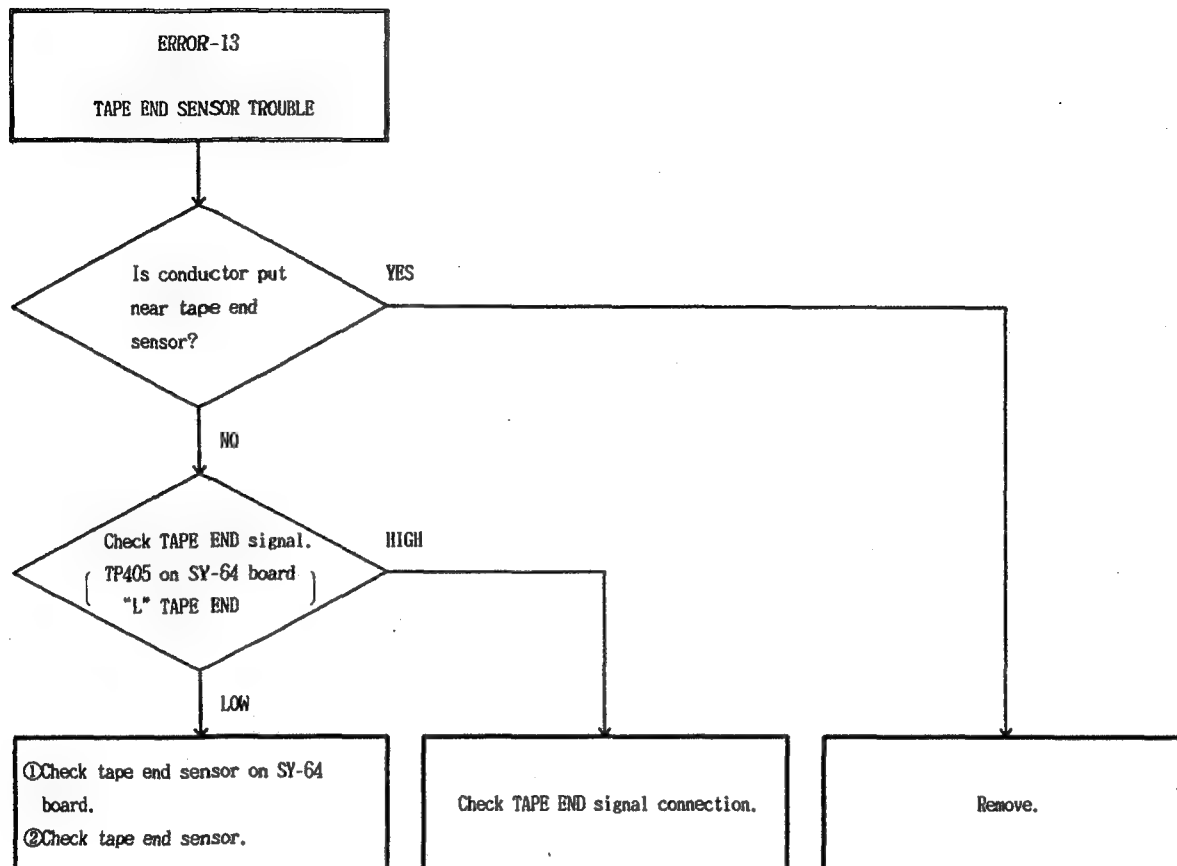 ERROR-13
TAPE END SENSOR TROUBLE
Is conductor put
near tape end
sensor?
YES
NO
Check TAPE END signal.
TP405 on SY-64 board
"L" TAPE END
HIGH
LOW
①Check tape end sensor on SY-64
board.
②Check tape end sensor.
Check TAPE END signal connection.
Remove.